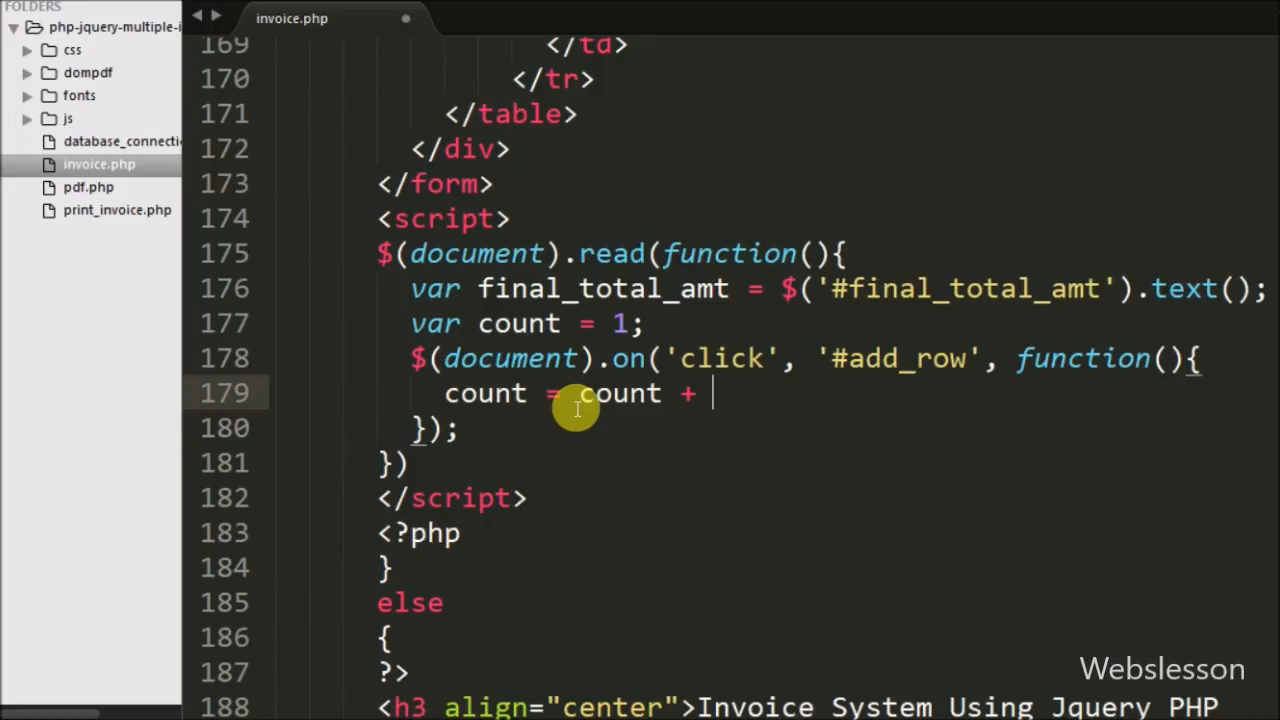 FOLDERS
php-jquery-multiple-i
css
dompdf
fonts
js
database_connecti
invoice.php
pdf.php
print_invoice.php
invoice.php
169 </td>
170 </tr>
171 </table>
172 </div>
173 </form>
174 <script>
175 $(document).read(function(){
176 var final_total_amt = $('#final_total_amt').text();
177 var count = 1;
178 $(document).on('click', '#add_row', function(){
179 count = count +
180 });
181 })
182 </script>
183 <?php
184 }
185 else
186 {
187 ?>
188 <h3 align="center">Invoice System Using Jquery PHP
Webslesson